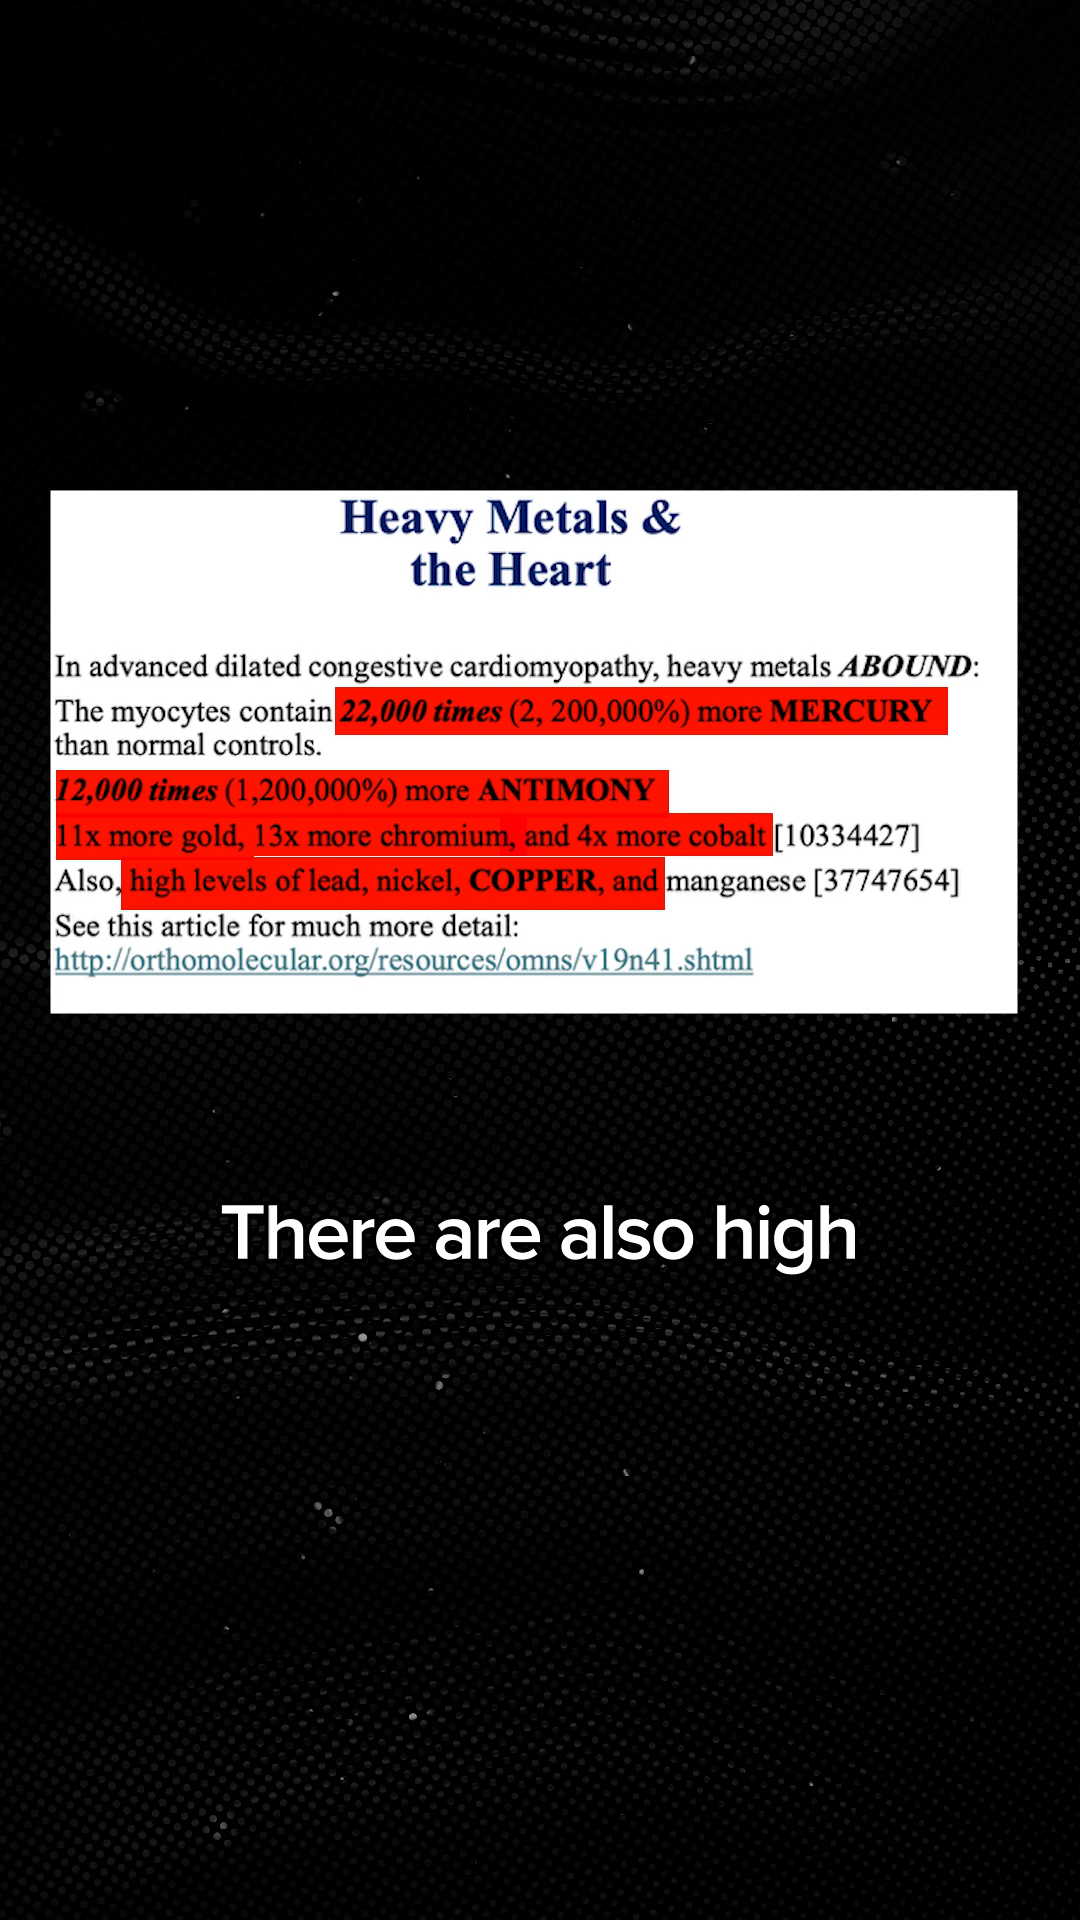 Heavy Metals &
the Heart
In advanced dilated congestive cardiomyopathy, heavy metals ABOUND:
The myocytes contain 22,000 times (2, 200,000%) more MERCURY
than normal controls.
12,000 times (1,200,000%) more ANTIMONY
11x more gold, 13x more chromium, and 4x more cobalt [10334427]
Also, high levels of lead, nickel, COPPER, and manganese [37747654]
See this article for much more detail:
http://orthomolecular.org/resources/omns/v19n41.shtml
There are also high